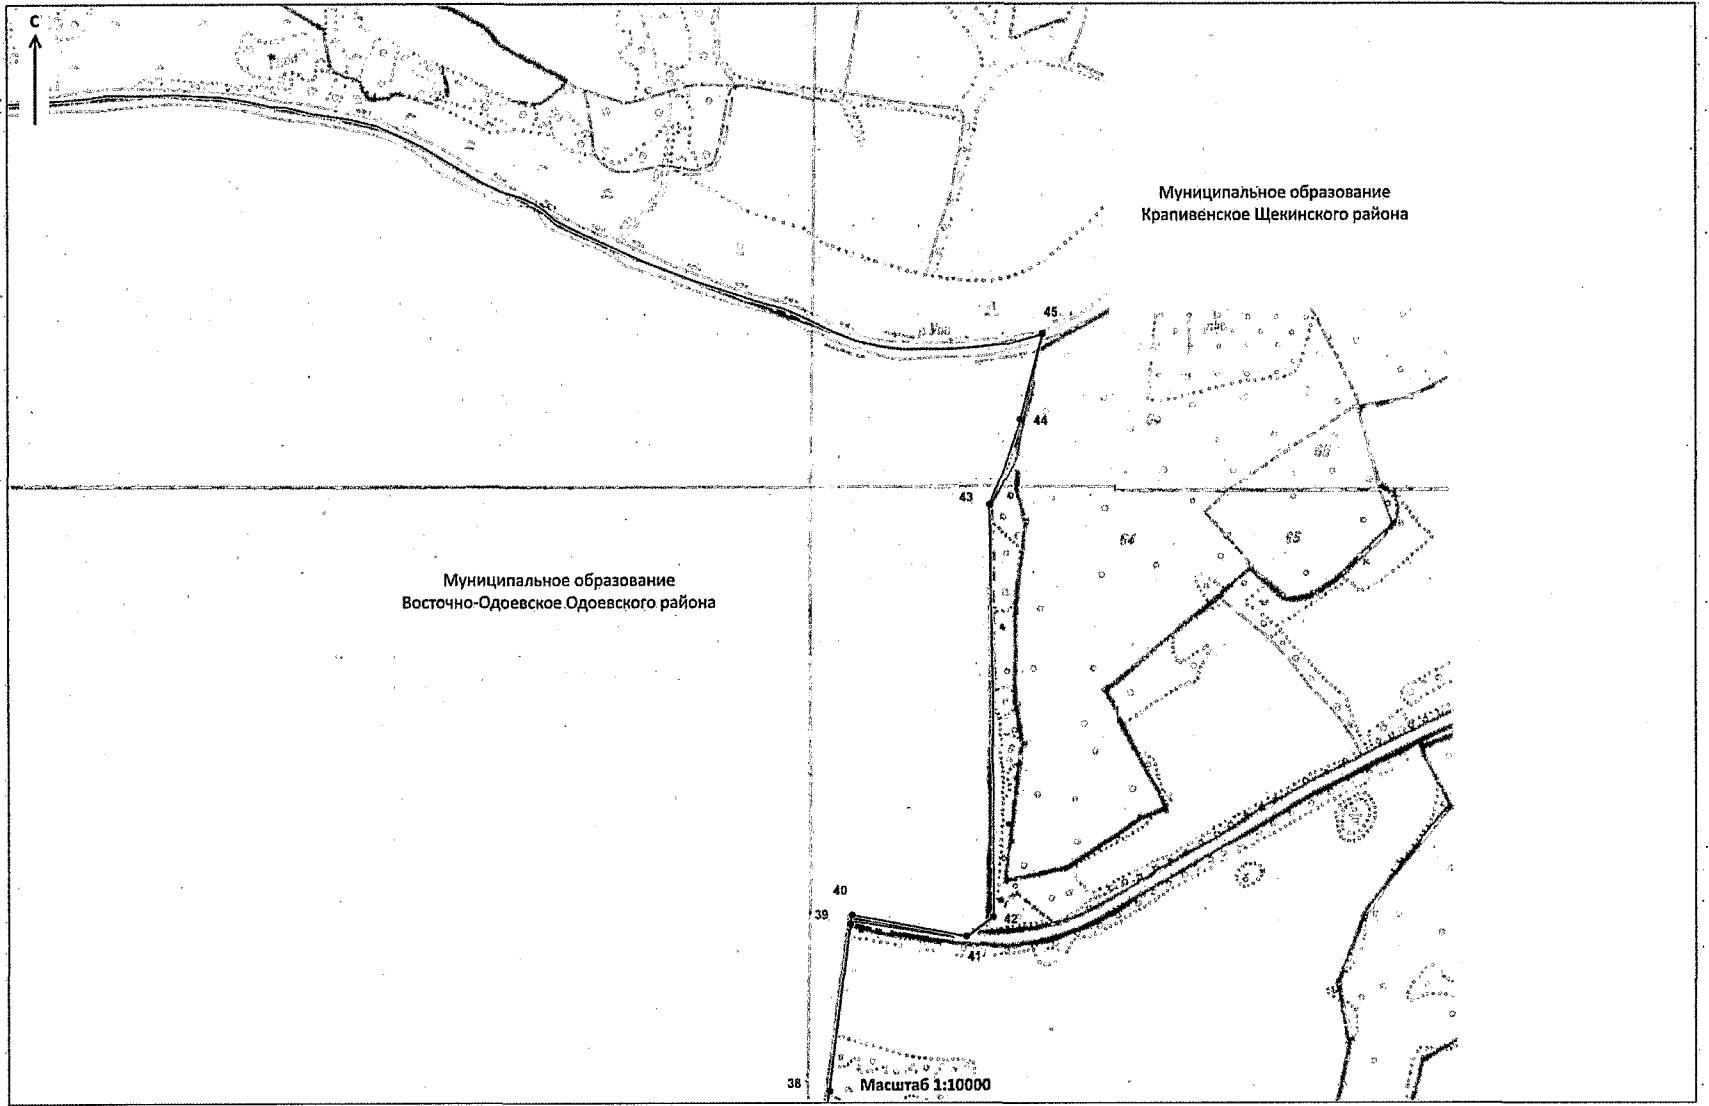 С
Муниципальное образование
Крапивенское Щекинского района
45
44
66
43
64
65
Муниципальное образование
Восточно-Одоевское Одоевского района
40
39
42
41
38
Масштаб 1:10000